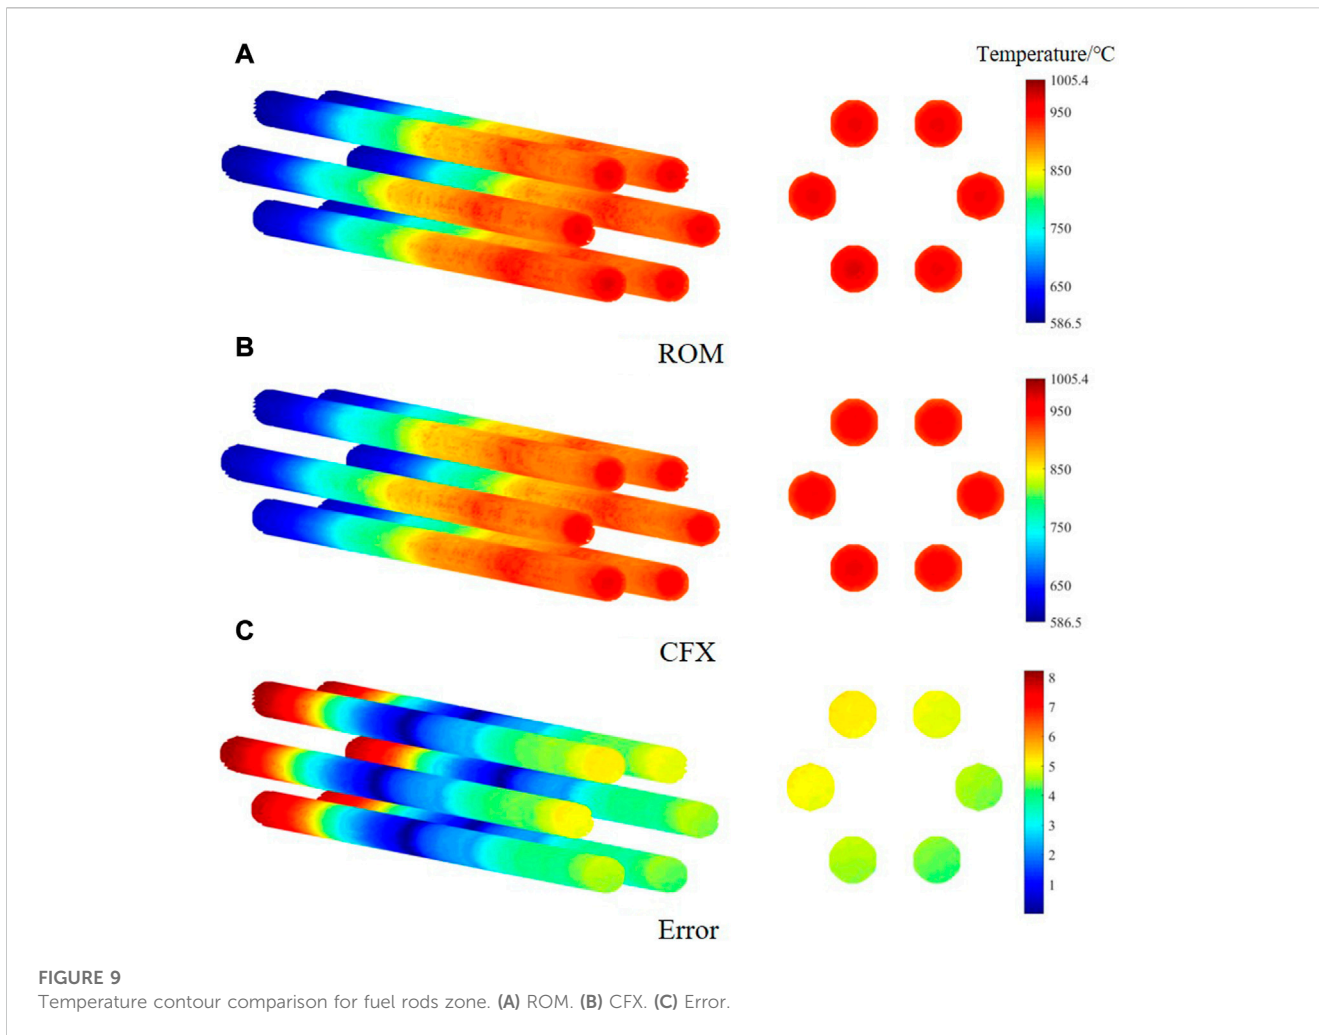 A
Temperature/°C
1005.4
950
850
750
650
586.5
ROM
B
1005.4
950
850
750
650
586.5
CFX
C
8
7
6
5
4
3
2
1
Error
FIGURE 9
Temperature contour comparison for fuel rods zone. (A) ROM. (B) CFX. (C) Error.